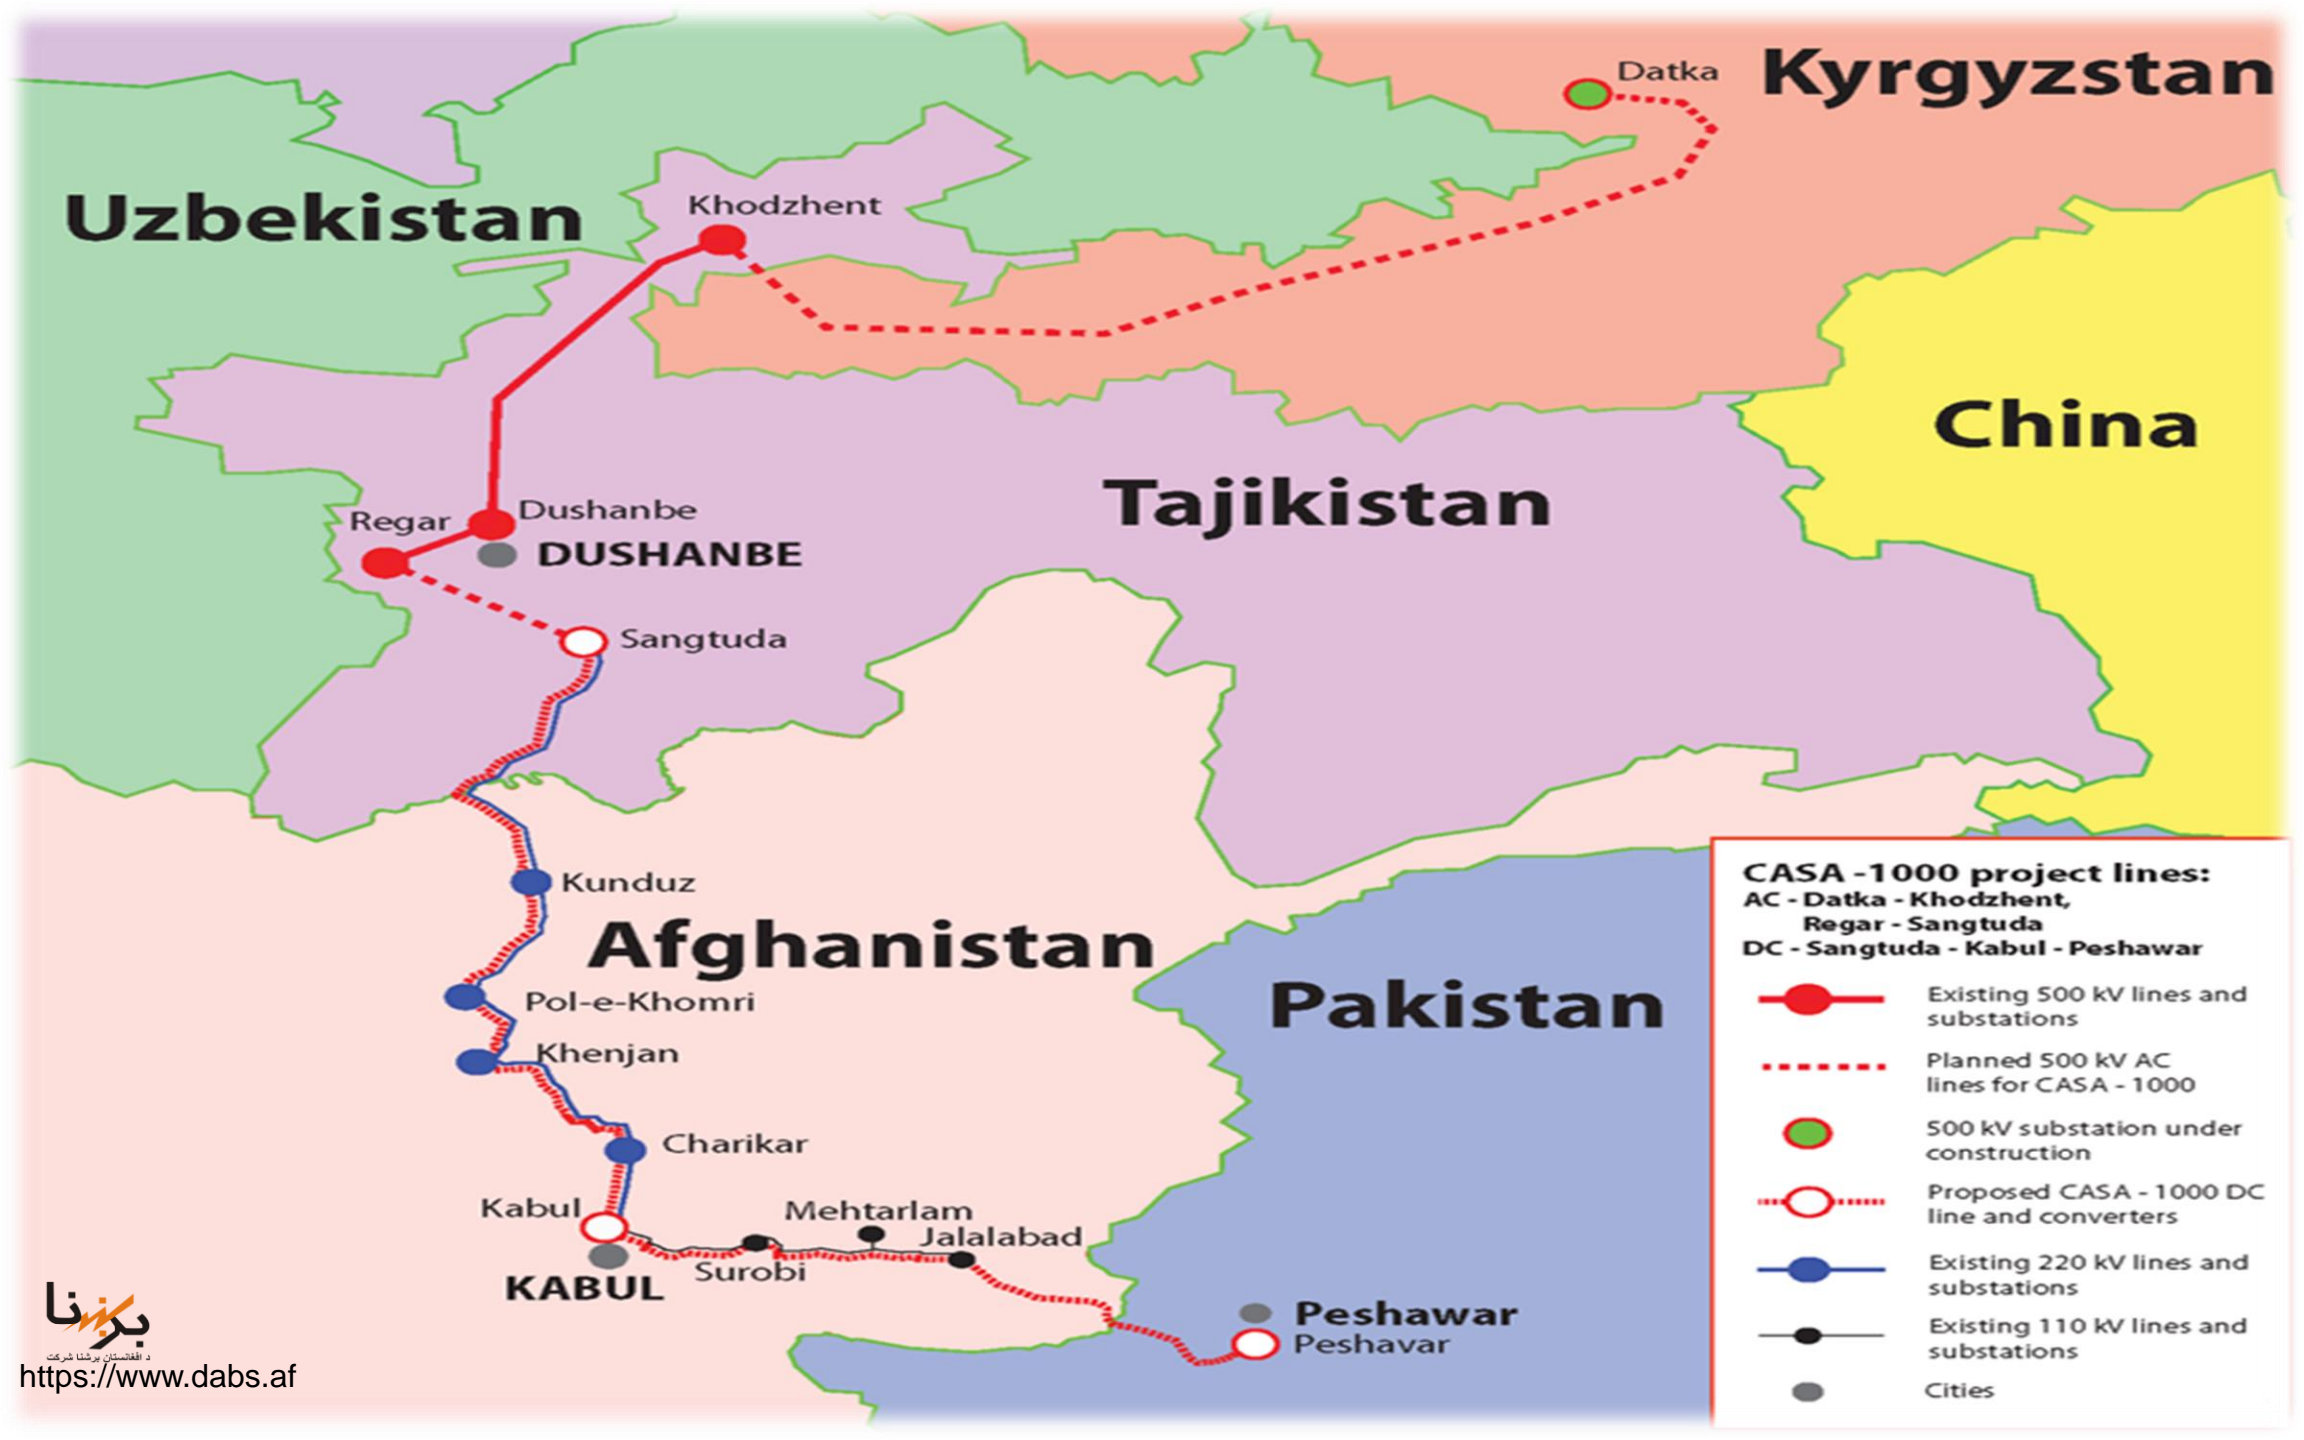 Datka
Kyrgyzstan
Uzbekistan
Khodzhent
China
Tajikistan
Regar
Dushanbe
DUSHANBE
Sangtuda
Kunduz
Afghanistan
Pol-e-Khomri
Khenjan
Pakistan
Charikar
Kabul
Mehtarlam
Jalalabad
Surobi
KABUL
Peshawar
Peshavar
CASA -1000 project lines:
AC - Datka - Khodzhent,
Regar - Sangtuda
DC - Sangtuda - Kabul - Peshawar
Existing 500 kV lines and
substations
Planned 500 kV AC
lines for CASA - 1000
500 kV substation under
construction
Proposed CASA - 1000 DC
line and converters
Existing 220 kV lines and
substations
Existing 110 kV lines and
substations
Cities
برښنا
د افغانستان برشنا شرکت
https://www.dabs.af